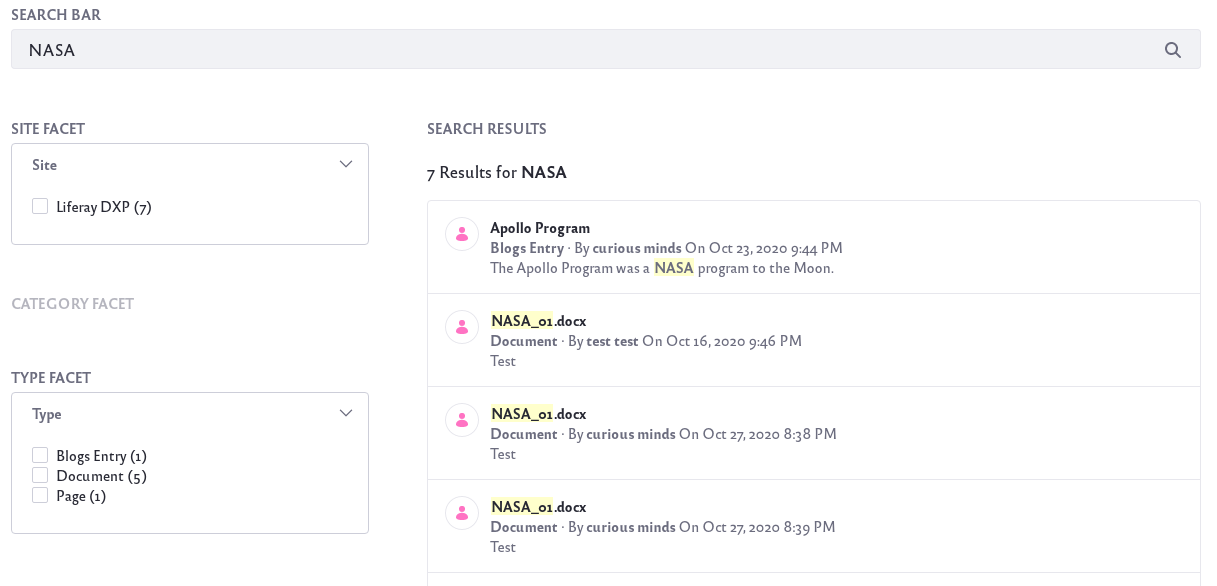 SEARCH BAR
NASA
SITE FACET
Site
Liferay DXP (7)
CATEGORY FACET
TYPE FACET
Type
Blogs Entry (1)
Document (5)
Page (1)
SEARCH RESULTS
7 Results for NASA
Apollo Program
Blogs Entry · By curious minds On Oct 23, 2020 9:44 PM
The Apollo Program was a NASA program to the Moon.
NASA_01.docx
Document · By test test On Oct 16, 2020 9:46 PM
Test
NASA_01.docx
Document · By curious minds On Oct 27, 2020 8:38 PM
Test
NASA_01.docx
Document · By curious minds On Oct 27, 2020 8:39 PM
Test